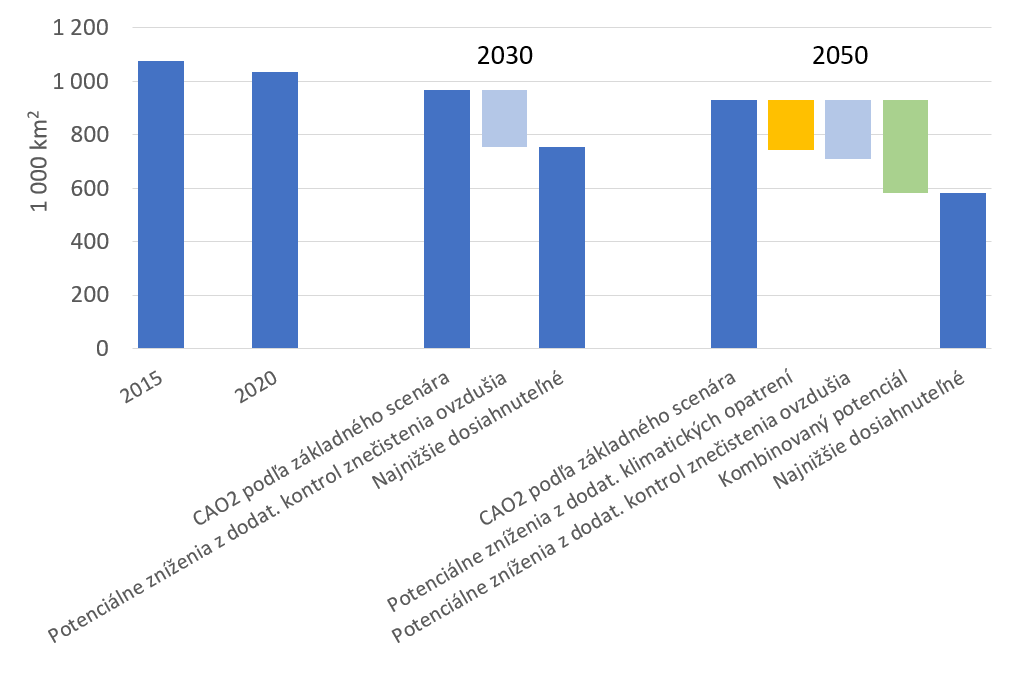 1 200
1 000
800
600
400
200
0
1 000 km²
2030
2050
2015
2020
CAO2 podľa základného scenára
Potenciálne zníženia z dodat. kontrol znečistenia ovzdušia
Najnižšie dosiahnuteľné
CAO2 podľa základného scenára
Potenciálne zníženia z dodat. klimatických opatrení
Potenciálne zníženia z dodat. kontrol znečistenia ovzdušia
Kombinovaný potenciál
Najnižšie dosiahnuteľné